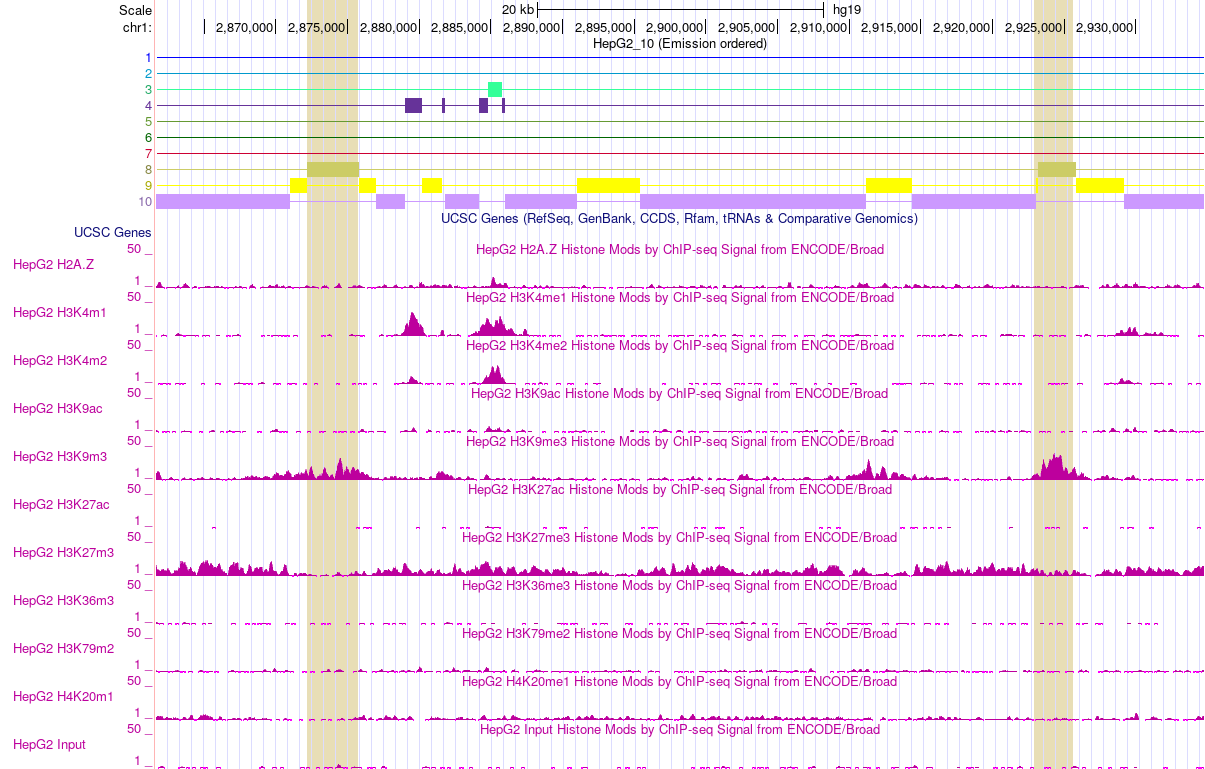 Scale 20 kb hg19
chr1: 2,870,000 2,875,000 2,880,000 2,885,000 2,890,000 2,895,000 2,900,000 2,905,000 2,910,000 2,915,000 2,920,000 2,925,000 2,930,000
HepG2_10 (Emission ordered)
1
2
3
4
5
6
7
8
9
10
UCSC Genes (RefSeq, GenBank, CCDS, Rfam, tRNAs & Comparative Genomics)
UCSC Genes
50 _ HepG2 H2A.Z Histone Mods by ChIP-seq Signal from ENCODE/Broad
HepG2 H2A.Z
1 _
50 _ HepG2 H3K4me1 Histone Mods by ChIP-seq Signal from ENCODE/Broad
HepG2 H3K4m1
1 _
50 _ HepG2 H3K4me2 Histone Mods by ChIP-seq Signal from ENCODE/Broad
HepG2 H3K4m2
1 _
50 _ HepG2 H3K9ac Histone Mods by ChIP-seq Signal from ENCODE/Broad
HepG2 H3K9ac
1 _
50 _ HepG2 H3K9me3 Histone Mods by ChIP-seq Signal from ENCODE/Broad
HepG2 H3K9m3
1 _
50 _ HepG2 H3K27ac Histone Mods by ChIP-seq Signal from ENCODE/Broad
HepG2 H3K27ac
1 _
50 _ HepG2 H3K27me3 Histone Mods by ChIP-seq Signal from ENCODE/Broad
HepG2 H3K27m3
1 _
50 _ HepG2 H3K36me3 Histone Mods by ChIP-seq Signal from ENCODE/Broad
HepG2 H3K36m3
1 _
50 _ HepG2 H3K79me2 Histone Mods by ChIP-seq Signal from ENCODE/Broad
HepG2 H3K79m2
1 _
50 _ HepG2 H4K20me1 Histone Mods by ChIP-seq Signal from ENCODE/Broad
HepG2 H4K20m1
1 _
50 _ HepG2 Input Histone Mods by ChIP-seq Signal from ENCODE/Broad
HepG2 Input
1 _